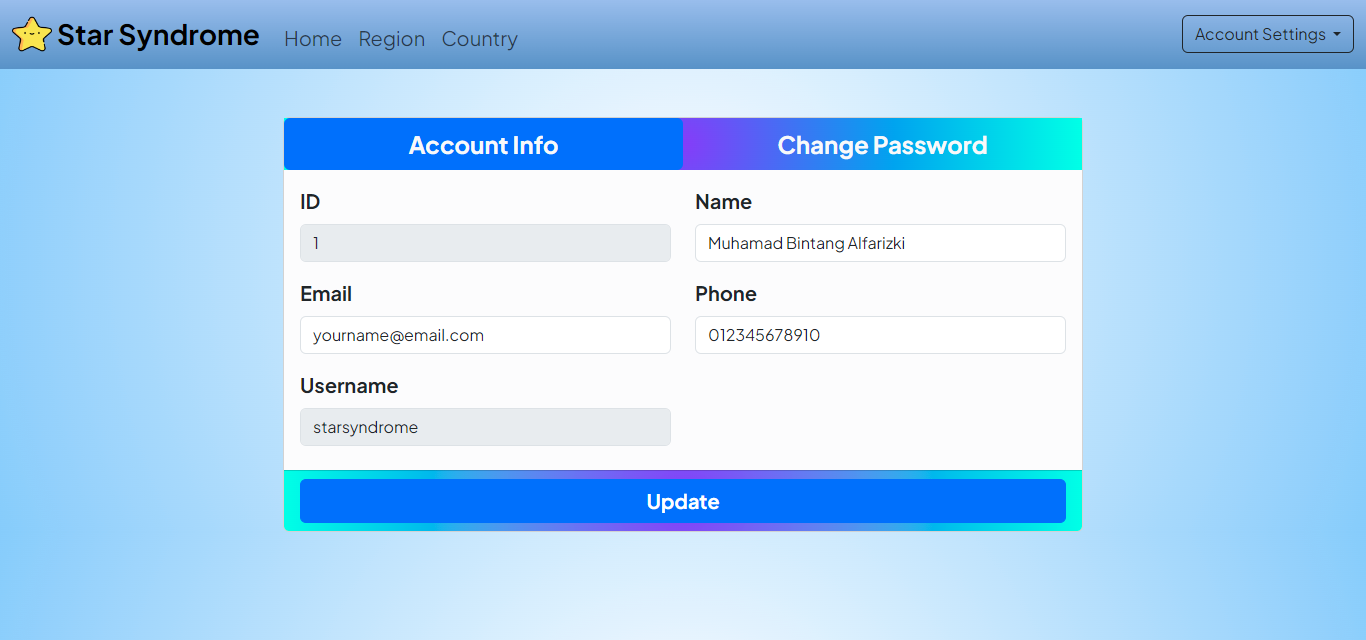 Star Syndrome Home Region Country Account Settings
Account Info Change Password
ID Name
1 Muhamad Bintang Alfarizki
Email Phone
yourname@email.com 012345678910
Username
starsyndrome
Update